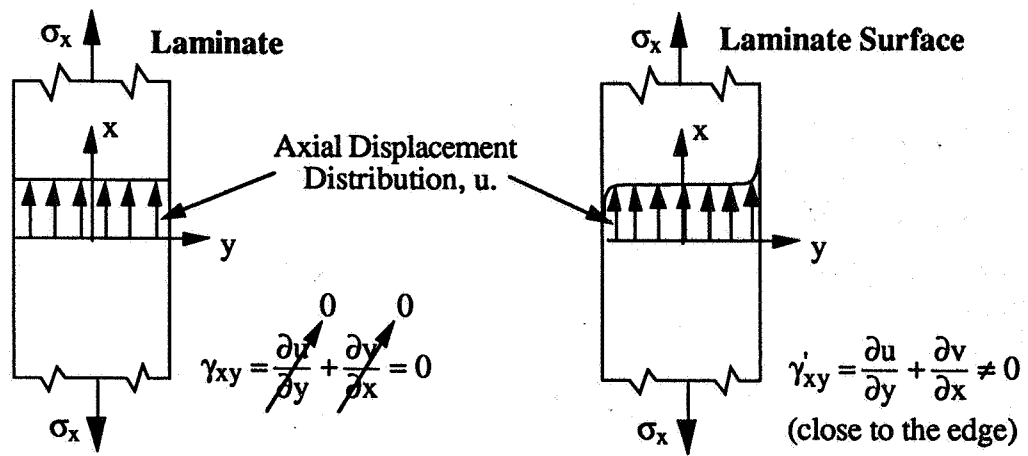 σx
Laminate
x
y
0 0
γxy = ∂u/∂y + ∂v/∂x = 0
σx
Axial Displacement
Distribution, u.
σx
Laminate Surface
x
y
γ'xy = ∂u/∂y + ∂v/∂x ≠ 0
(close to the edge)
σx